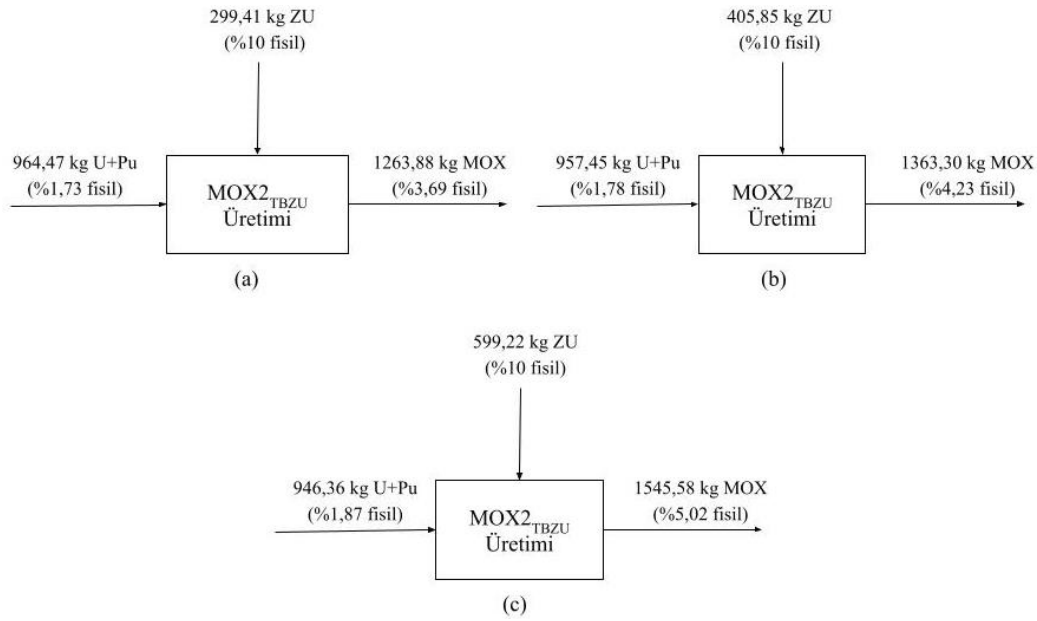 299,41 kg ZU
(%10 fisil)
964,47 kg U+Pu
(%1,73 fisil)
MOX2TBZU
Üretimi
1263,88 kg MOX
(%3,69 fisil)
(a)
405,85 kg ZU
(%10 fisil)
957,45 kg U+Pu
(%1,78 fisil)
MOX2TBZU
Üretimi
1363,30 kg MOX
(%4,23 fisil)
(b)
599,22 kg ZU
(%10 fisil)
946,36 kg U+Pu
(%1,87 fisil)
MOX2TBZU
Üretimi
1545,58 kg MOX
(%5,02 fisil)
(c)